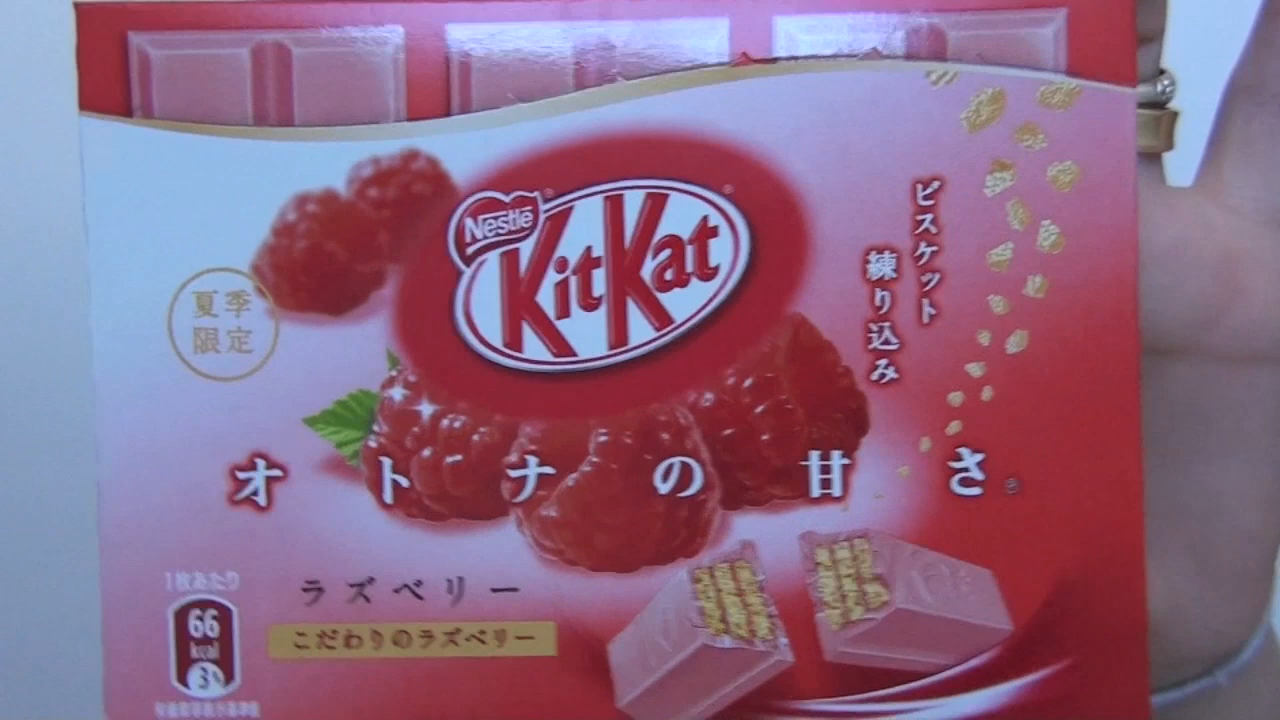 Nestlé
KitKat
ビスケット
練り込み
夏季
限定
オトナの甘さ®
ラズベリー
こだわりのラズベリー
1枚あたり
66
kcal
3%